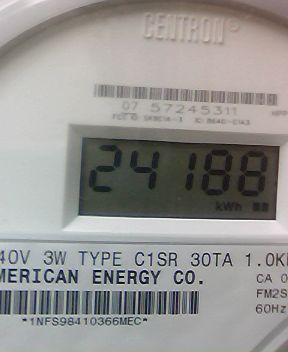 CENTRON®
07 57245311
24188
kWh
40V 3W TYPE C1SR 30TA 1.0K
MERICAN ENERGY CO.
CA 0
FM2S
60Hz
*1NFS98410366MEC*